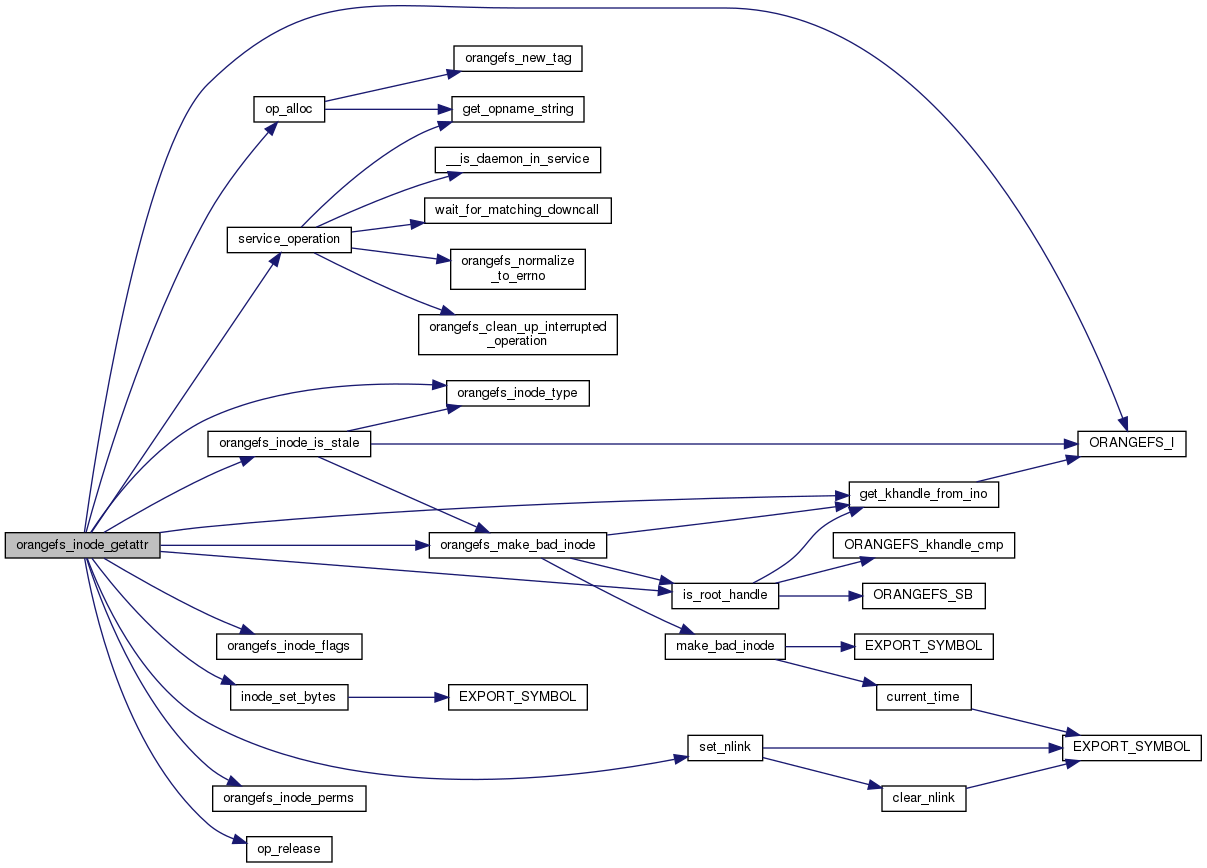 orangefs_new_tag
op_alloc
get_opname_string
__is_daemon_in_service
wait_for_matching_downcall
service_operation
orangefs_normalize
_to_errno
orangefs_clean_up_interrupted
_operation
orangefs_inode_type
orangefs_inode_is_stale
ORANGEFS_I
get_khandle_from_ino
orangefs_inode_getattr
orangefs_make_bad_inode
ORANGEFS_khandle_cmp
is_root_handle
ORANGEFS_SB
orangefs_inode_flags
make_bad_inode
EXPORT_SYMBOL
inode_set_bytes
EXPORT_SYMBOL
current_time
set_nlink
EXPORT_SYMBOL
orangefs_inode_perms
clear_nlink
op_release